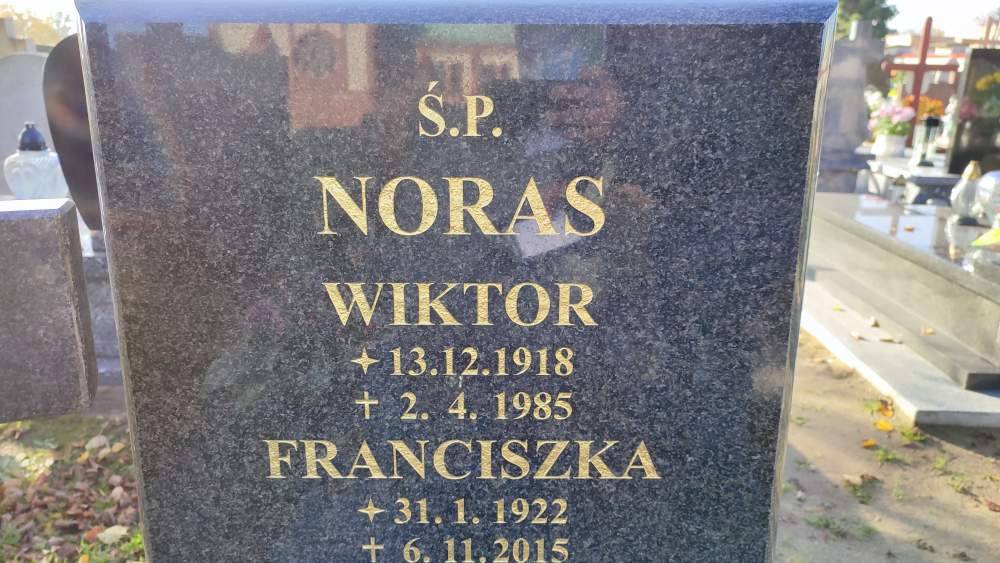 Ś.P.
NORAS
WIKTOR
✦ 13.12.1918
✝ 2. 4. 1985
FRANCISZKA
✦ 31. 1. 1922
✝ 6. 11. 2015